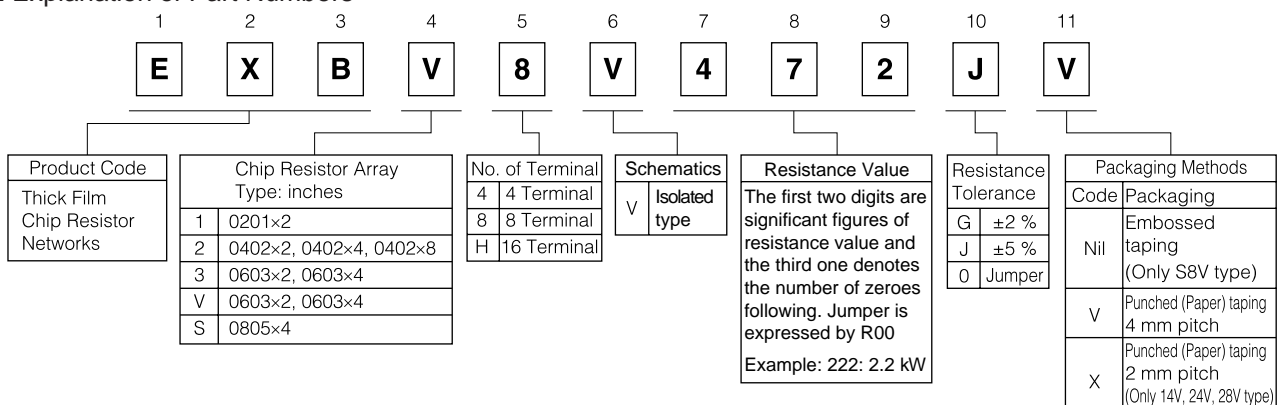 Explanation of Part Numbers
1 2 3 4 5 6 7 8 9 10 11
E X B V 8 V 4 7 2 J V
Product Code
Thick Film
Chip Resistor
Networks
Chip Resistor Array
Type: inches
1 0201×2
2 0402×2, 0402×4, 0402×8
3 0603×2, 0603×4
V 0603×2, 0603×4
S 0805×4
No. of Terminal
4 4 Terminal
8 8 Terminal
H 16 Terminal
Schematics
V Isolated
type
Resistance Value
The first two digits are
significant figures of
resistance value and
the third one denotes
the number of zeroes
following. Jumper is
expressed by R00
Example: 222: 2.2 kW
Resistance
Tolerance
G ±2 %
J ±5 %
0 Jumper
Packaging Methods
Code Packaging
Nil Embossed
taping
(Only S8V type)
V Punched (Paper) taping
4 mm pitch
X Punched (Paper) taping
2 mm pitch
(Only 14V, 24V, 28V type)